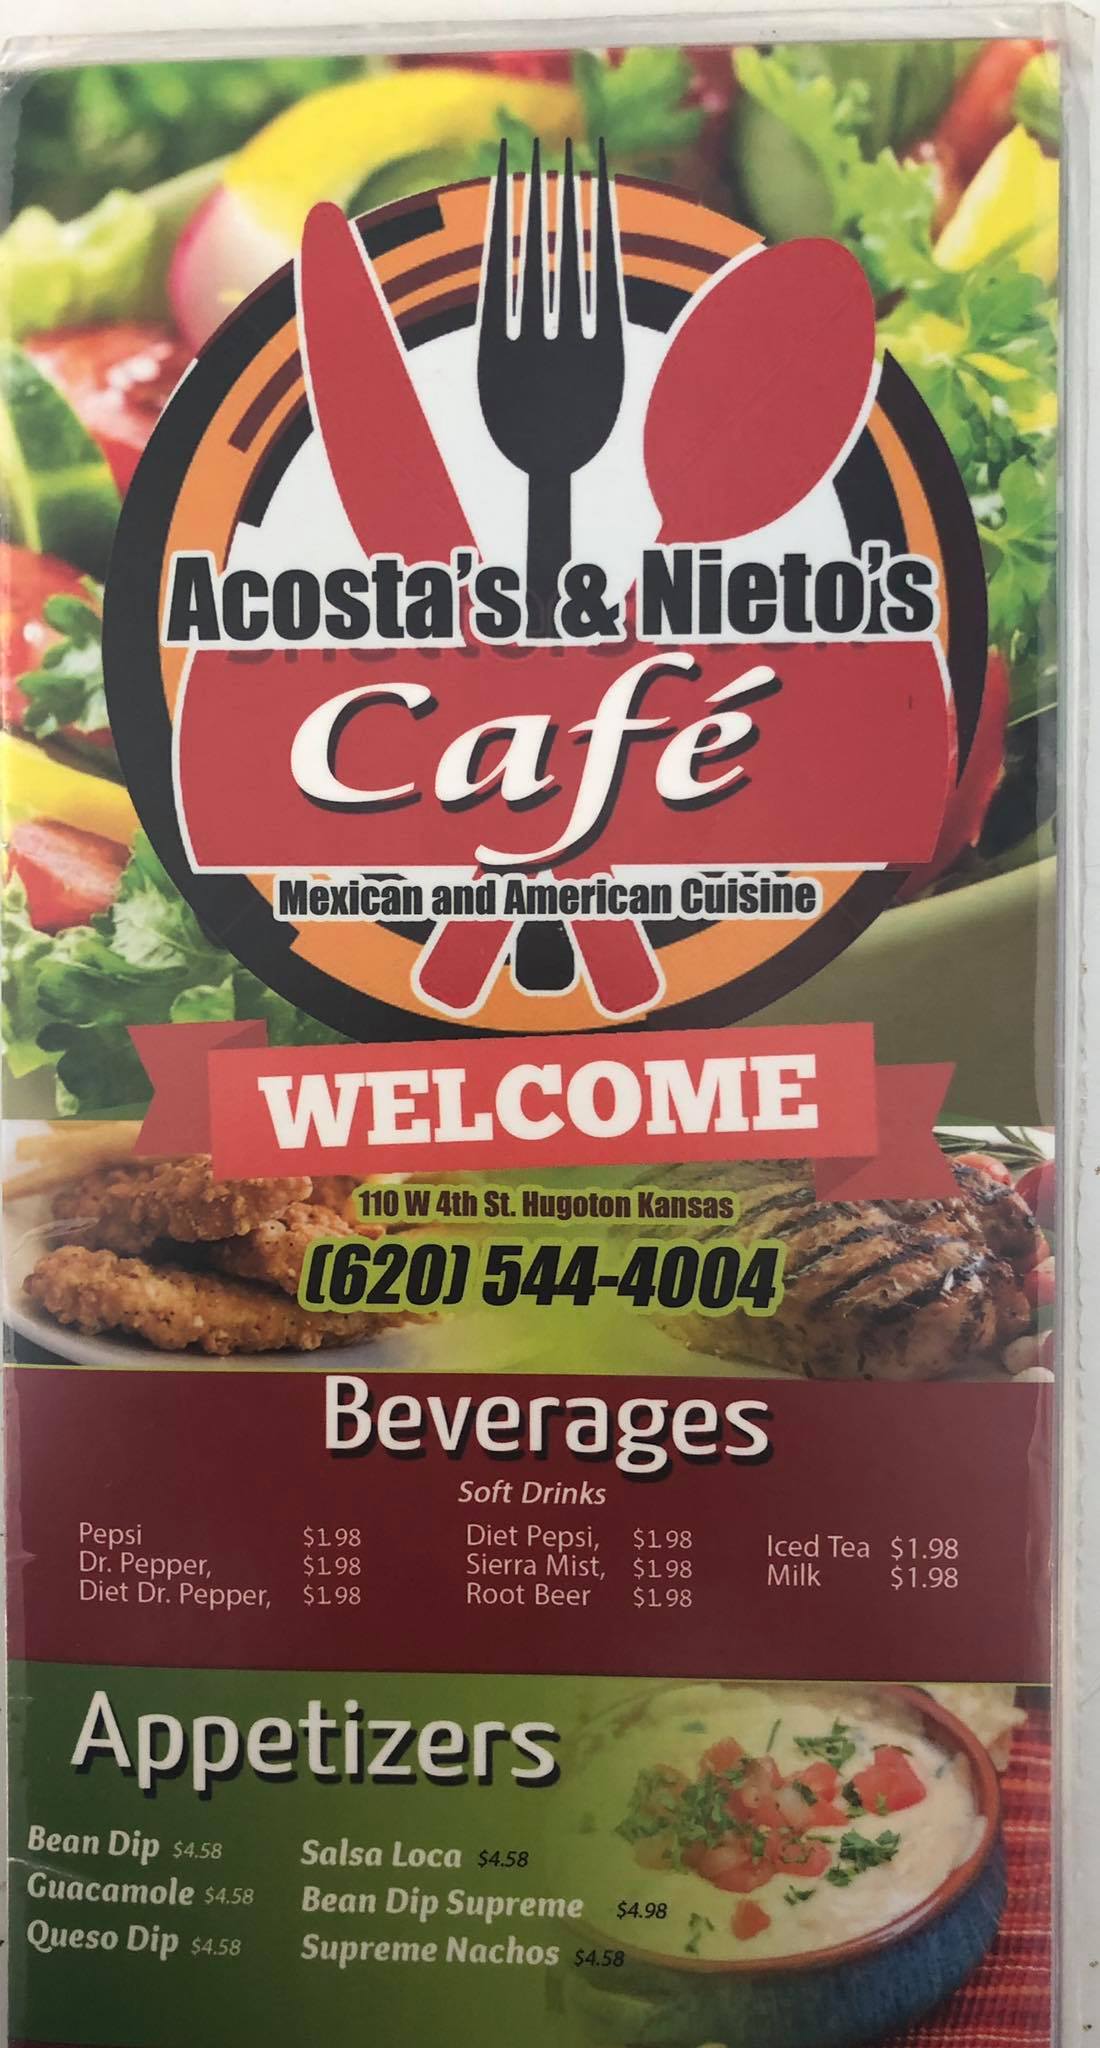 Acosta's & Nieto's
Café
Mexican and American Cuisine
WELCOME
110 W 4th St. Hugoton Kansas
(620) 544-4004
Beverages
Soft Drinks
Pepsi $1.98
Dr. Pepper, $1.98
Diet Dr. Pepper, $1.98
Diet Pepsi, $1.98
Sierra Mist, $1.98
Root Beer $1.98
Iced Tea $1.98
Milk $1.98
Appetizers
Bean Dip $4.58
Guacamole $4.58
Queso Dip $4.58
Salsa Loca $4.58
Bean Dip Supreme $4.98
Supreme Nachos $4.58